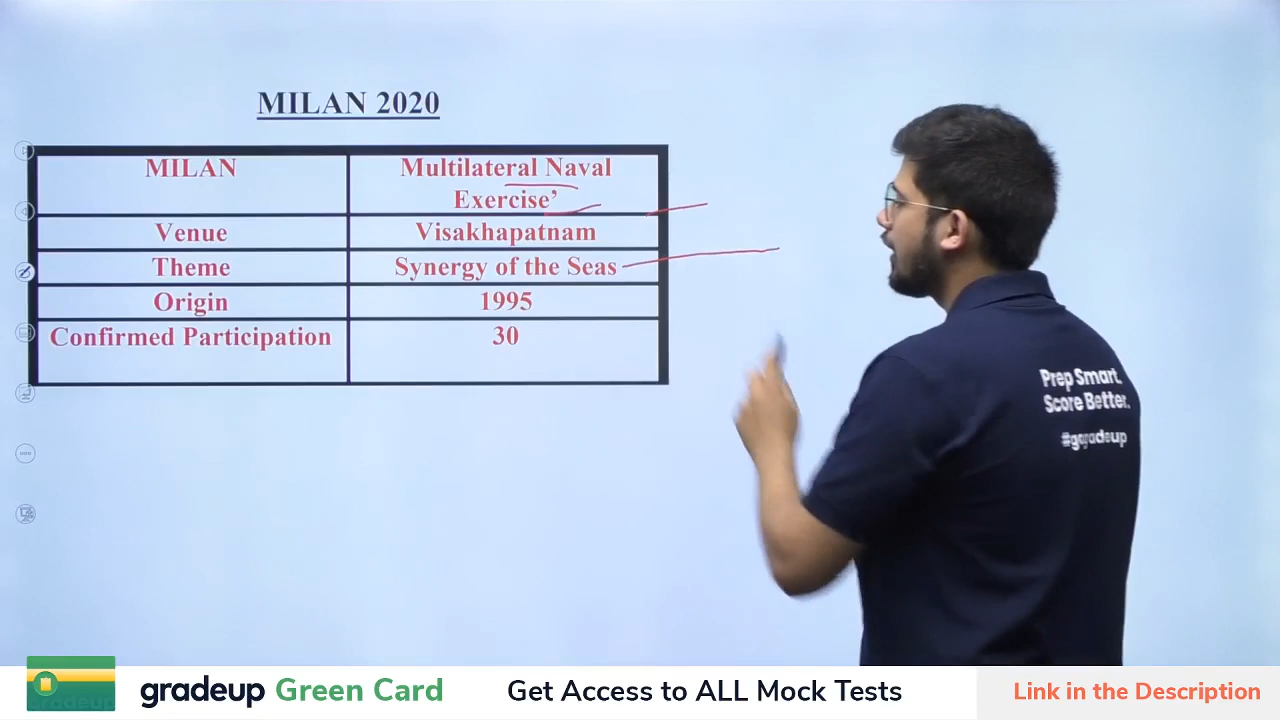 MILAN 2020
MILAN
Multilateral Naval
Exercise’
Venue
Visakhapatnam
Theme
Synergy of the Seas
Origin
1995
Confirmed Participation
30
Prep Smart.
Score Better.
#gogradeup
gradeup Green Card
Get Access to ALL Mock Tests
Link in the Description